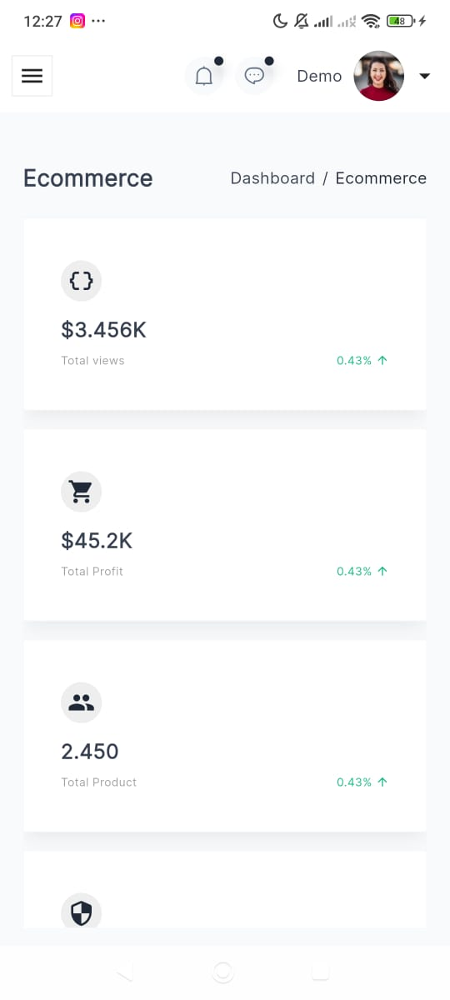 12:27 ... 48
Demo
Ecommerce Dashboard / Ecommerce
$3.456K
Total views 0.43% ↑
$45.2K
Total Profit 0.43% ↑
2.450
Total Product 0.43% ↑